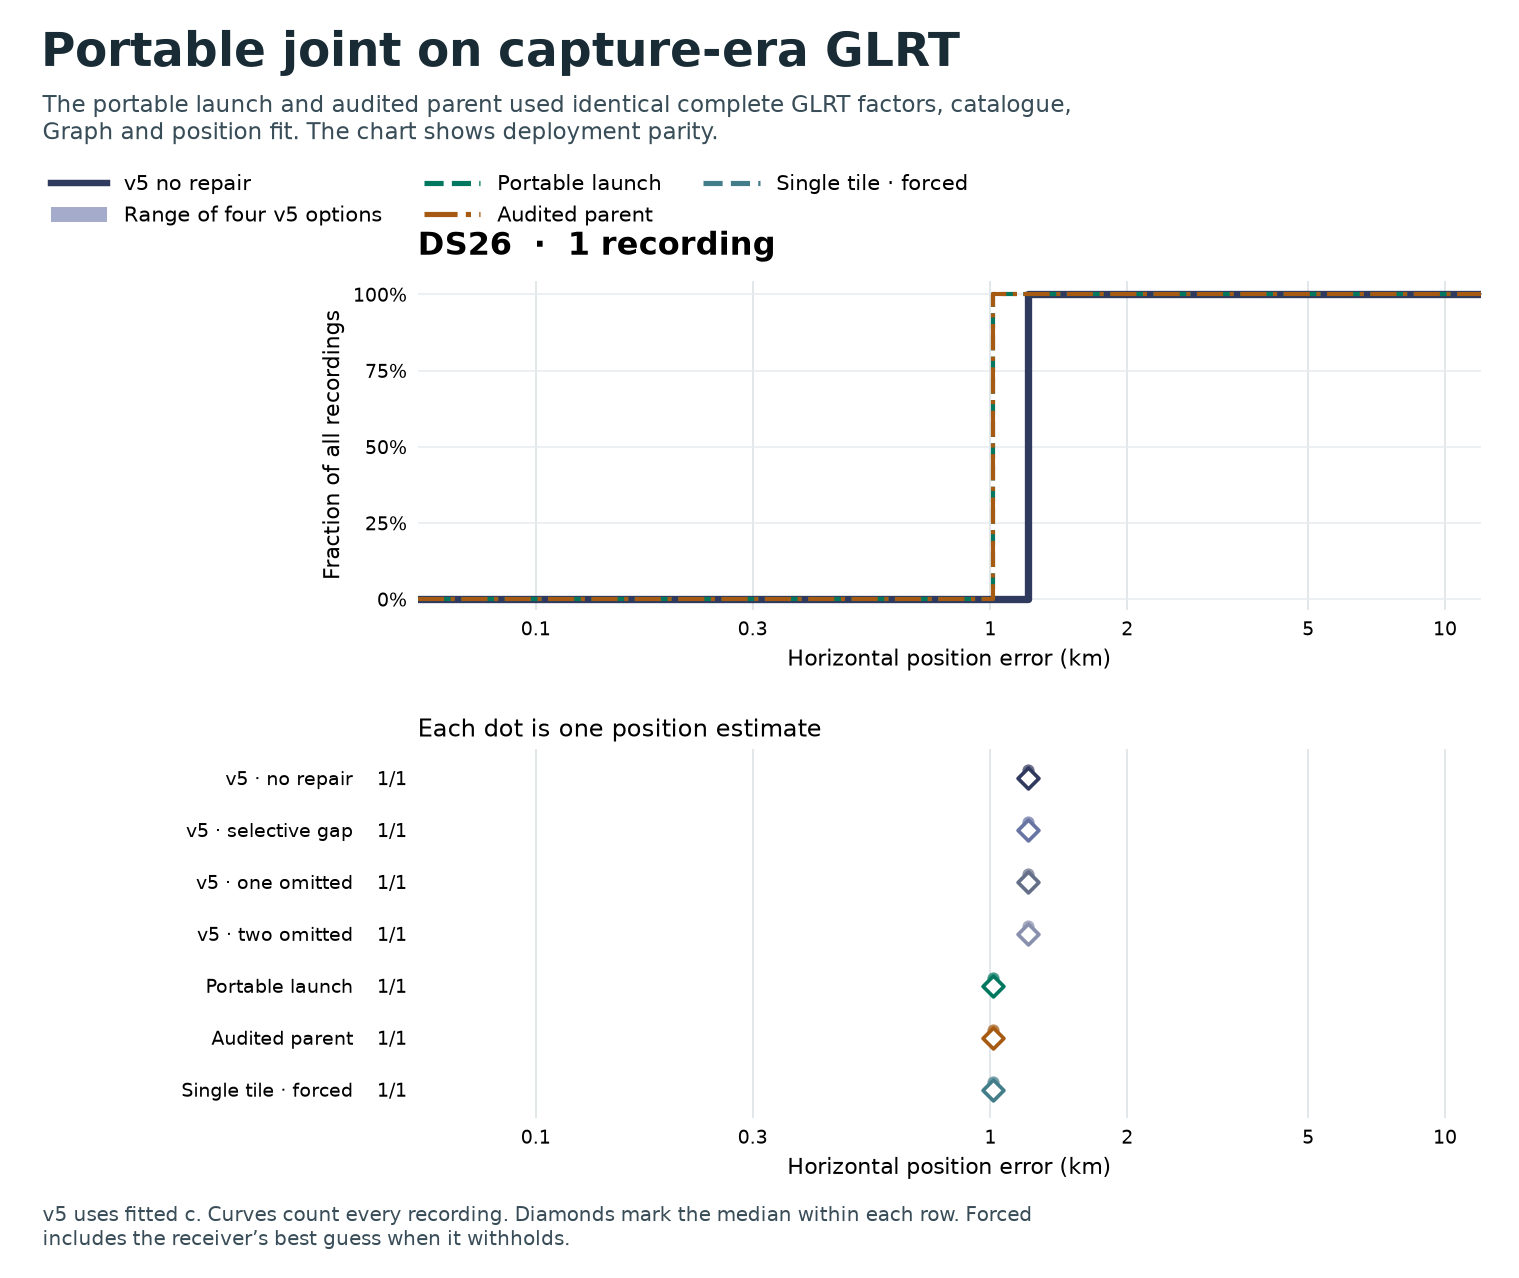 Portable joint on capture-era GLRT
The portable launch and audited parent used identical complete GLRT factors, catalogue,
Graph and position fit. The chart shows deployment parity.
v5 no repair
Portable launch
Single tile · forced
Range of four v5 options
Audited parent
DS26 · 1 recording
Fraction of all recordings
100%
75%
50%
25%
0%
0.1 0.3 1 2 5 10
Horizontal position error (km)
Each dot is one position estimate
v5 · no repair 1/1
v5 · selective gap 1/1
v5 · one omitted 1/1
v5 · two omitted 1/1
Portable launch 1/1
Audited parent 1/1
Single tile · forced 1/1
0.1 0.3 1 2 5 10
Horizontal position error (km)
v5 uses fitted c. Curves count every recording. Diamonds mark the median within each row. Forced
includes the receiver’s best guess when it withholds.